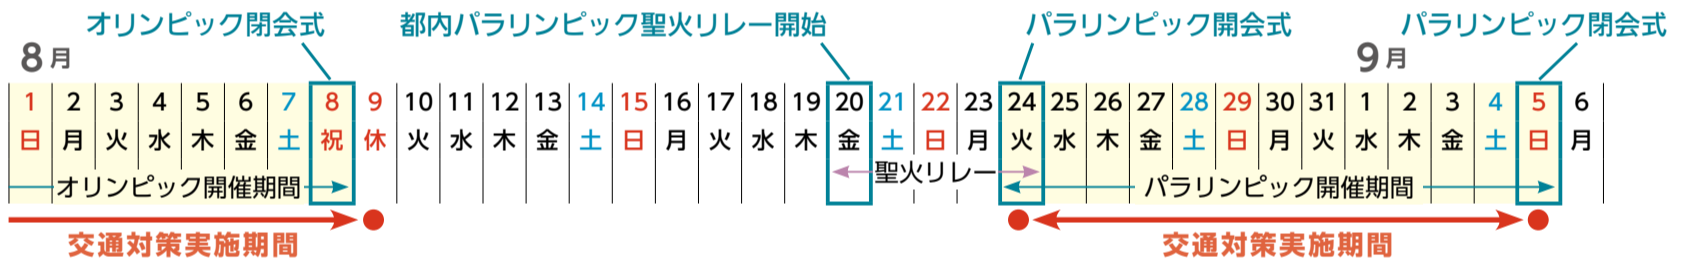 オリンピック閉会式 都内パラリンピック聖火リレー開始 パラリンピック開会式 パラリンピック閉会式
8月 9月
1 2 3 4 5 6 7 8 9 10 11 12 13 14 15 16 17 18 19 20 21 22 23 24 25 26 27 28 29 30 31 1 2 3 4 5 6
日 月 火 水 木 金 土 祝 休 火 水 木 金 土 日 月 火 水 木 金 土 日 月 火 水 木 金 土 日 月 火 水 木 金 土 日 月
聖火リレー
オリンピック開催期間 パラリンピック開催期間
交通対策実施期間 交通対策実施期間